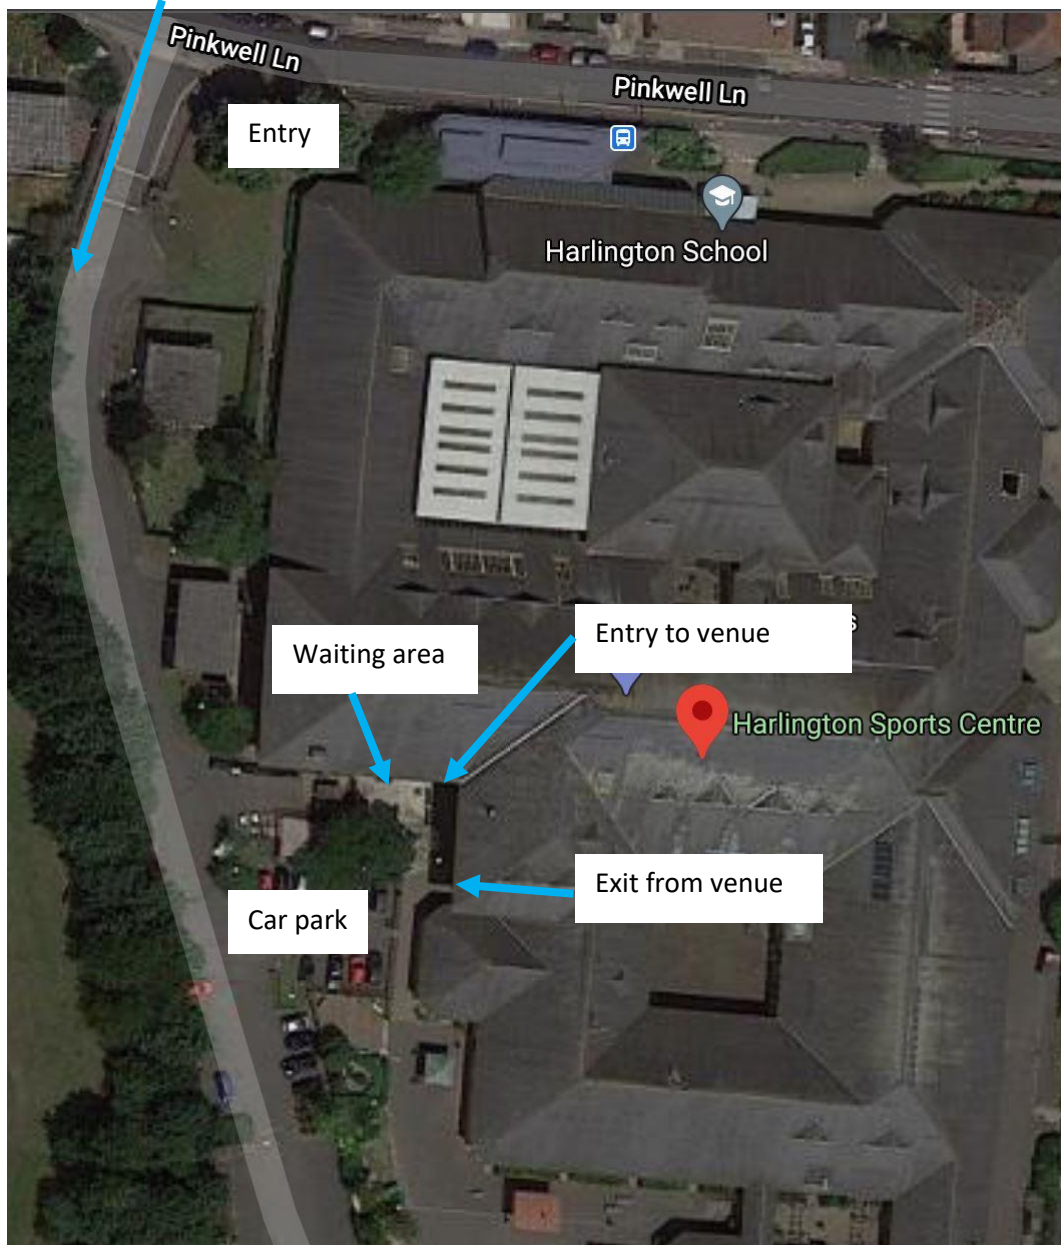 Pinkwell Ln
Pinkwell Ln
Entry
Harlington School
Entry to venue
s
Waiting area
Harlington Sports Centre
Exit from venue
Car park